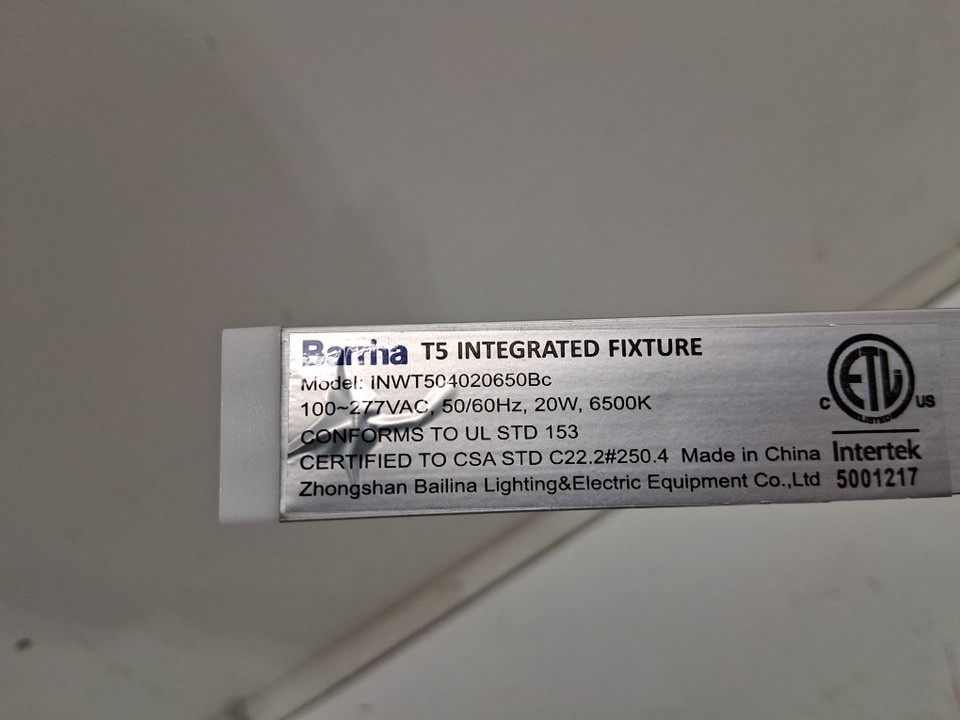 Barrina T5 INTEGRATED FIXTURE
Model: INWT504020650Bc
100~277VAC, 50/60Hz, 20W, 6500K
CONFORMS TO UL STD 153
CERTIFIED TO CSA STD C22.2#250.4 Made in China
Zhongshan Bailina Lighting&Electric Equipment Co.,Ltd
ETL
LISTED
C US
Intertek
5001217